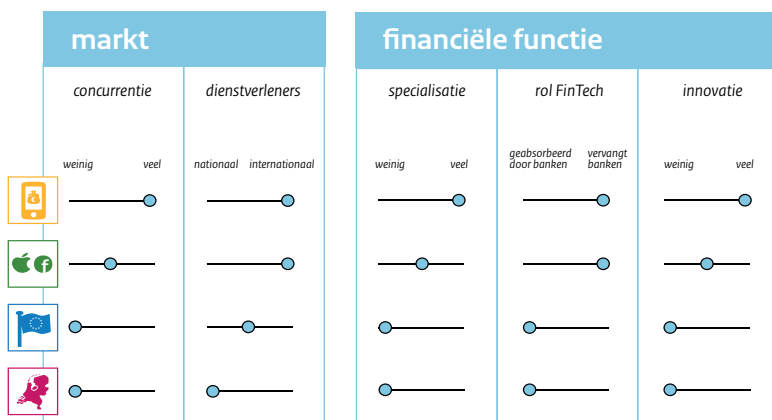 markt
financiële functie
concurrentie
dienstverleners
specialisatie
rol FinTech
innovatie
weinig veel
nationaal internationaal
weinig veel
geabsorbeerd
door banken
vervangt
banken
weinig veel